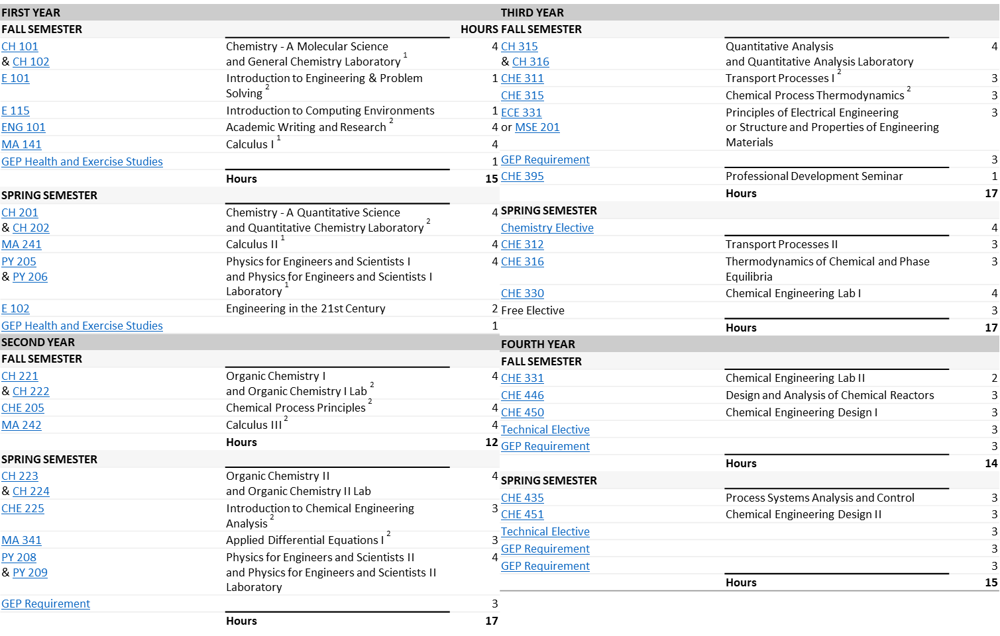 FIRST YEAR
FALL SEMESTER HOURS
CH 101 Chemistry - A Molecular Science 4
& CH 102 and General Chemistry Laboratory 1
E 101 Introduction to Engineering & Problem 1
Solving 2
E 115 Introduction to Computing Environments 1
ENG 101 Academic Writing and Research 2 4
MA 141 Calculus I 1 4
GEP Health and Exercise Studies 1
Hours 15
SPRING SEMESTER
CH 201 Chemistry - A Quantitative Science 4
& CH 202 and Quantitative Chemistry Laboratory 2
MA 241 Calculus II 1 4
PY 205 Physics for Engineers and Scientists I 4
& PY 206 and Physics for Engineers and Scientists I
Laboratory 1
E 102 Engineering in the 21st Century 2
GEP Health and Exercise Studies 1
SECOND YEAR
FALL SEMESTER
CH 221 Organic Chemistry I 4
& CH 222 and Organic Chemistry I Lab 2
CHE 205 Chemical Process Principles 2 4
MA 242 Calculus III 2 4
Hours 12
SPRING SEMESTER
CH 223 Organic Chemistry II 4
& CH 224 and Organic Chemistry II Lab
CHE 225 Introduction to Chemical Engineering 3
Analysis 2
MA 341 Applied Differential Equations I 2 3
PY 208 Physics for Engineers and Scientists II 4
& PY 209 and Physics for Engineers and Scientists II
Laboratory
GEP Requirement 3
Hours 17
THIRD YEAR
FALL SEMESTER
CH 315 Quantitative Analysis 4
& CH 316 and Quantitative Analysis Laboratory
CHE 311 Transport Processes I 2 3
CHE 315 Chemical Process Thermodynamics 2 3
ECE 331 Principles of Electrical Engineering 3
or MSE 201 or Structure and Properties of Engineering
Materials
GEP Requirement 3
CHE 395 Professional Development Seminar 1
Hours 17
SPRING SEMESTER
Chemistry Elective 4
CHE 312 Transport Processes II 3
CHE 316 Thermodynamics of Chemical and Phase 3
Equilibria
CHE 330 Chemical Engineering Lab I 4
Free Elective 3
Hours 17
FOURTH YEAR
FALL SEMESTER
CHE 331 Chemical Engineering Lab II 2
CHE 446 Design and Analysis of Chemical Reactors 3
CHE 450 Chemical Engineering Design I 3
Technical Elective 3
GEP Requirement 3
Hours 14
SPRING SEMESTER
CHE 435 Process Systems Analysis and Control 3
CHE 451 Chemical Engineering Design II 3
Technical Elective 3
GEP Requirement 3
GEP Requirement 3
Hours 15